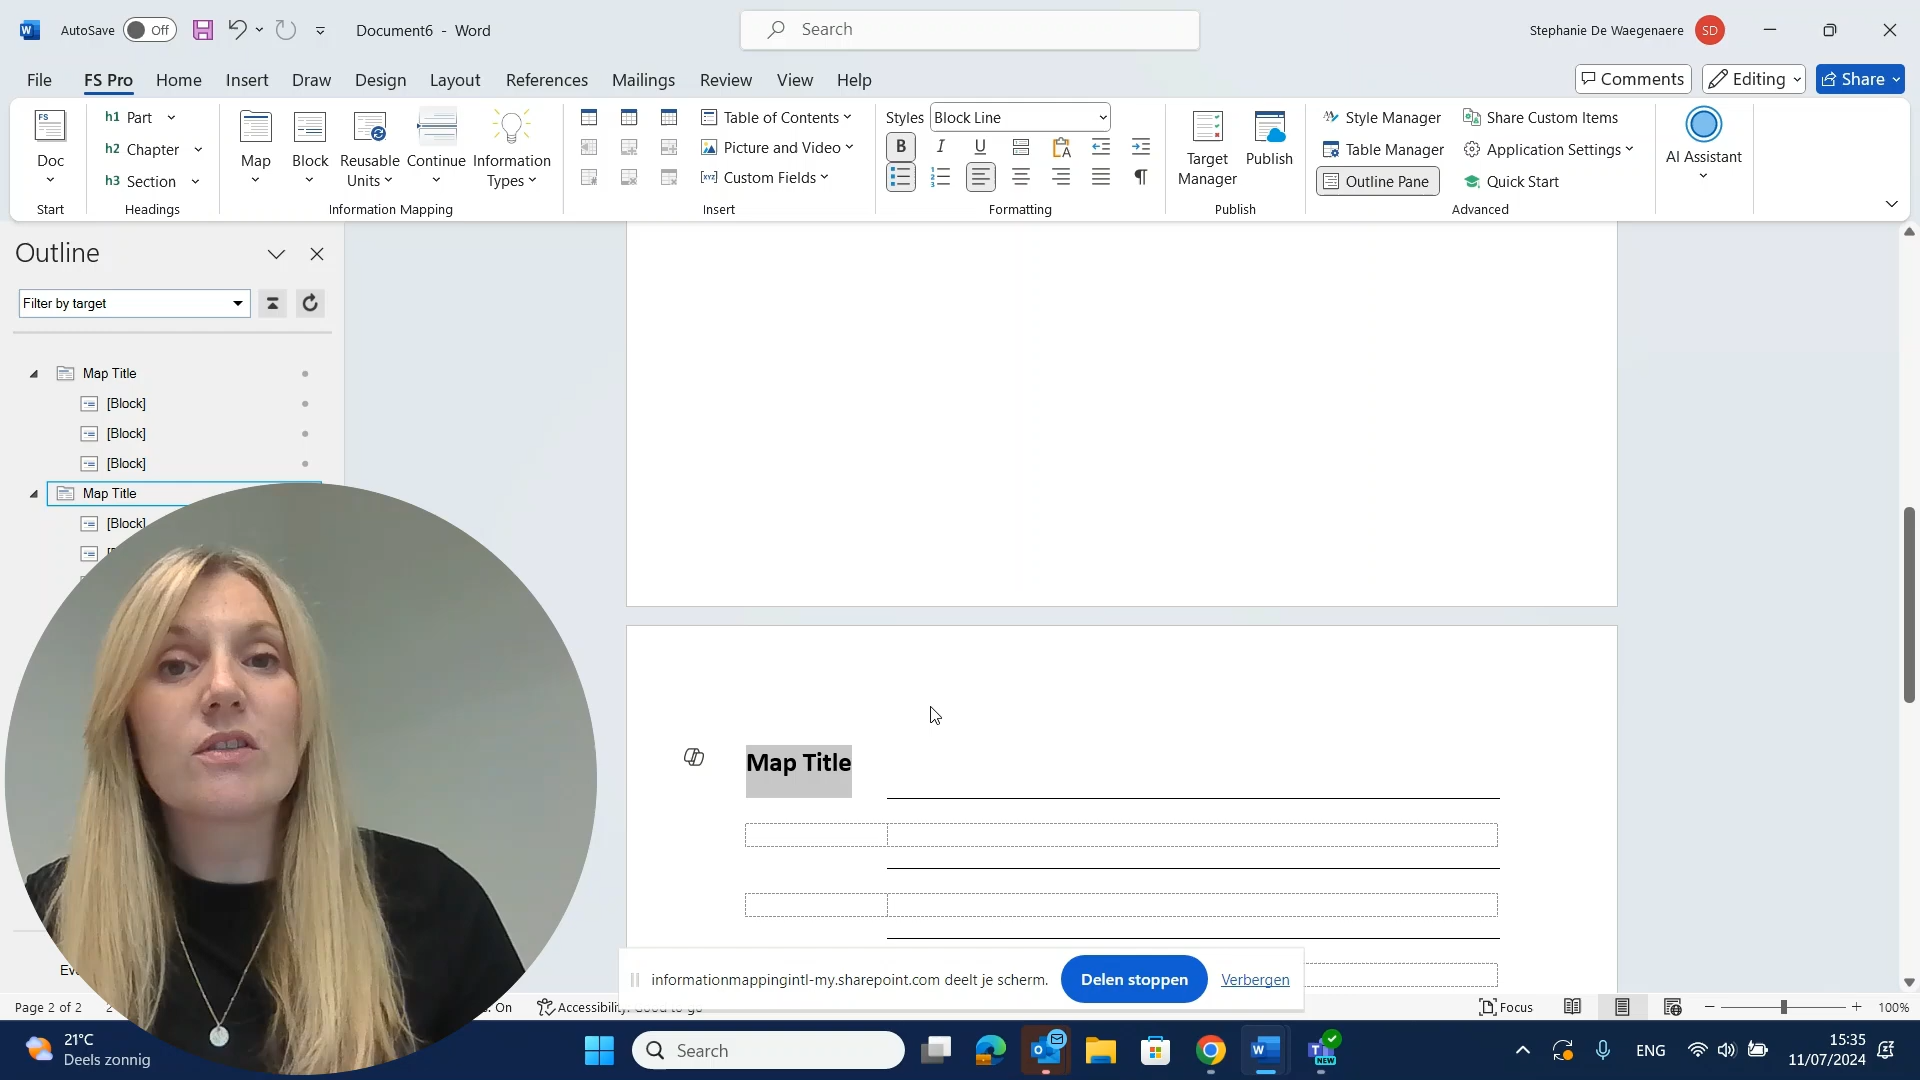 AutoSave Off Document6 - Word Search Stephanie De Waegenaere SD
File FS Pro Home Insert Draw Design Layout References Mailings Review View Help Comments Editing Share
FS
Doc
Start
h1 Part
h2 Chapter
h3 Section
Headings
Map
Block
Reusable
Units
Continue
Information
Types
Information Mapping
Table of Contents
Picture and Video
Custom Fields
Insert
Styles Block Line
B I U
Formatting
Target
Manager
Publish
Publish
Style Manager
Table Manager
Outline Pane
Share Custom Items
Application Settings
Quick Start
Advanced
AI Assistant
Outline
Filter by target
Map Title
[Block]
[Block]
[Block]
Map Title
[Block]
Map Title
informationmappingintl-my.sharepoint.com deelt je scherm. Delen stoppen Verbergen
Page 2 of 2 On Focus 100%
21°C
Deels zonnig
Search
NEW
ENG
15:35
11/07/2024